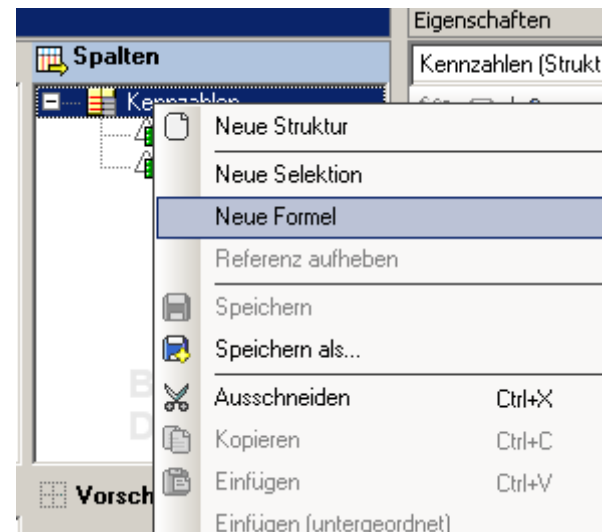 Eigenschaften
Spalten
Kennzahlen (Strukt
Kennzahlen
Neue Struktur
Neue Selektion
Neue Formel
Referenz aufheben
Speichern
Speichern als...
Ausschneiden Ctrl+X
Kopieren Ctrl+C
Einfügen Ctrl+V
Vorsch
Einfügen (untergeordnet)